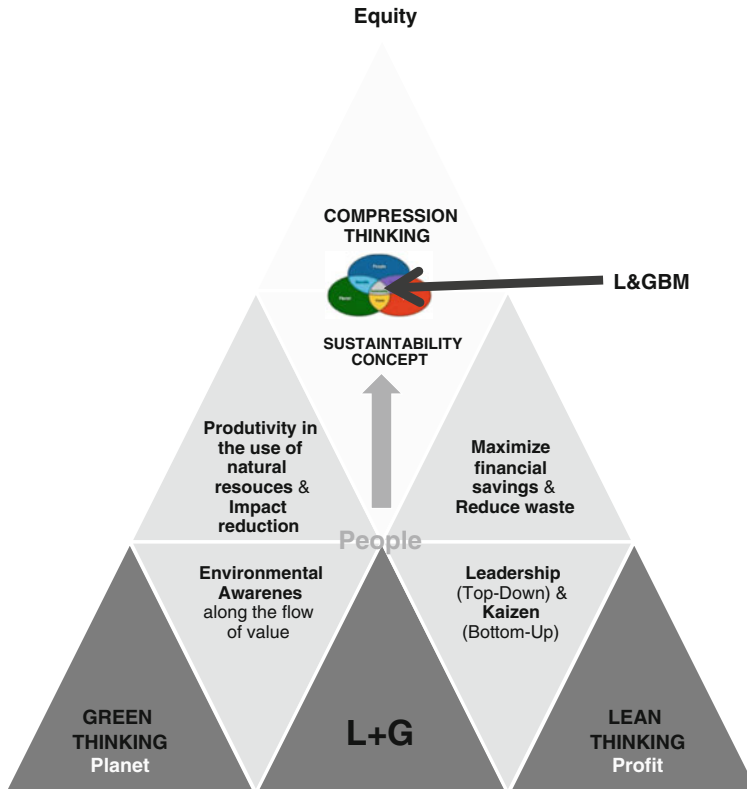 Equity
COMPRESSION
THINKING
People
Planet
L&GBM
SUSTAINTABILITY
CONCEPT
Produtivity in
the use of
natural
resouces &
Impact
reduction
Maximize
financial
savings &
Reduce waste
People
Environmental
Awarenes
along the flow
of value
Leadership
(Top-Down) &
Kaizen
(Bottom-Up)
GREEN
THINKING
Planet
L+G
LEAN
THINKING
Profit